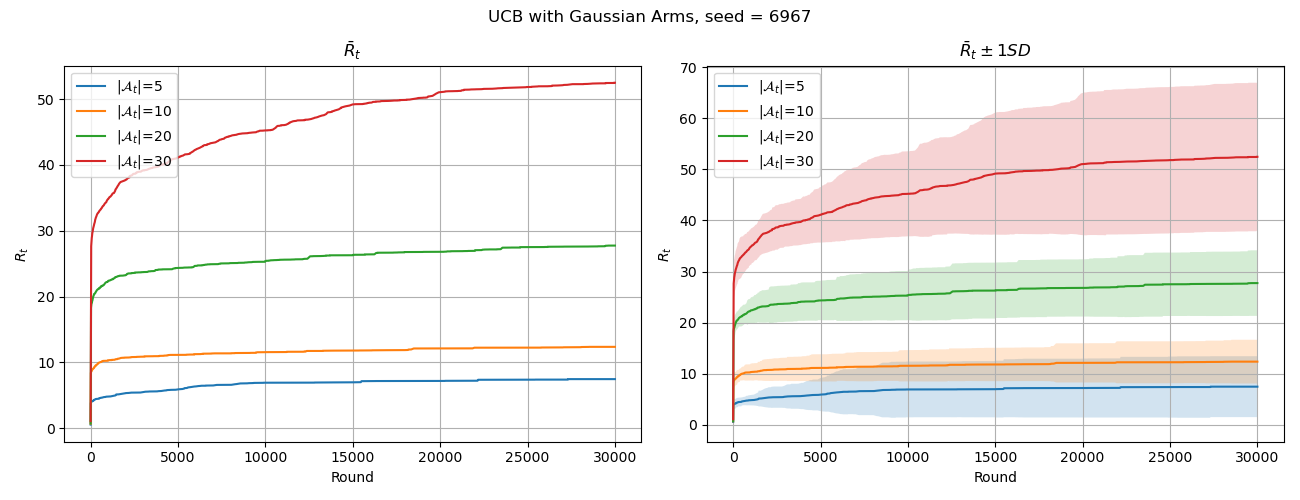 UCB with Gaussian Arms, seed = 6967
R̄ₜ
Rₜ
50
40
30
20
10
0
|𝒜ₜ|=5
|𝒜ₜ|=10
|𝒜ₜ|=20
|𝒜ₜ|=30
0 5000 10000 15000 20000 25000 30000
Round
R̄ₜ ± 1SD
Rₜ
70
60
50
40
30
20
10
0
|𝒜ₜ|=5
|𝒜ₜ|=10
|𝒜ₜ|=20
|𝒜ₜ|=30
0 5000 10000 15000 20000 25000 30000
Round